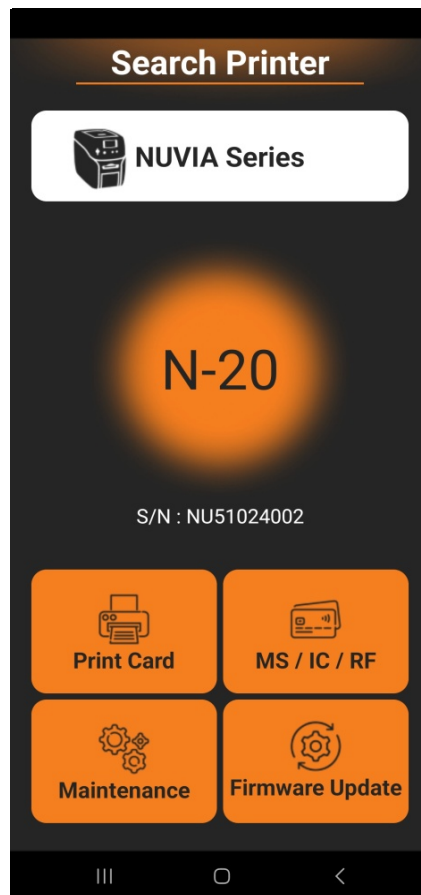 Search Printer
NUVIA Series
N-20
S/N : NU51024002
Print Card
MS / IC / RF
Maintenance
Firmware Update